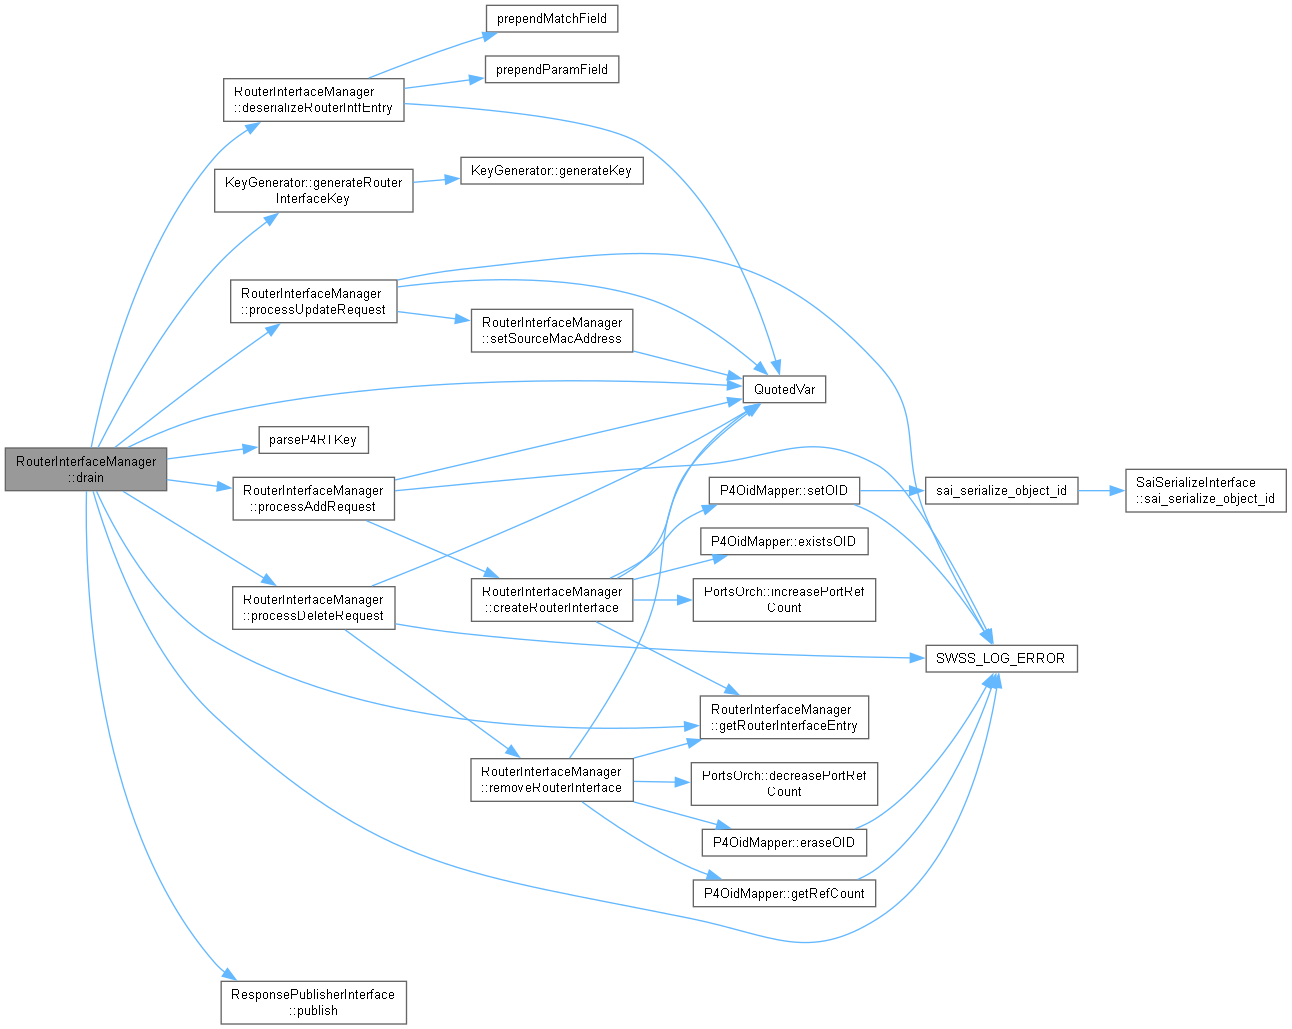 prependMatchField
prependParamField
RouterInterfaceManager
::deserializeRouterIntfEntry
KeyGenerator::generateKey
KeyGenerator::generateRouter
InterfaceKey
RouterInterfaceManager
::processUpdateRequest
RouterInterfaceManager
::setSourceMacAddress
QuotedVar
parseP4RTKey
RouterInterfaceManager
::drain
RouterInterfaceManager
::processAddRequest
P4OidMapper::setOID
sai_serialize_object_id
SaiSerializeInterface
::sai_serialize_object_id
P4OidMapper::existsOID
RouterInterfaceManager
::createRouterInterface
PortsOrch::increasePortRef
Count
RouterInterfaceManager
::processDeleteRequest
SWSS_LOG_ERROR
RouterInterfaceManager
::getRouterInterfaceEntry
RouterInterfaceManager
::removeRouterInterface
PortsOrch::decreasePortRef
Count
P4OidMapper::eraseOID
P4OidMapper::getRefCount
ResponsePublisherInterface
::publish